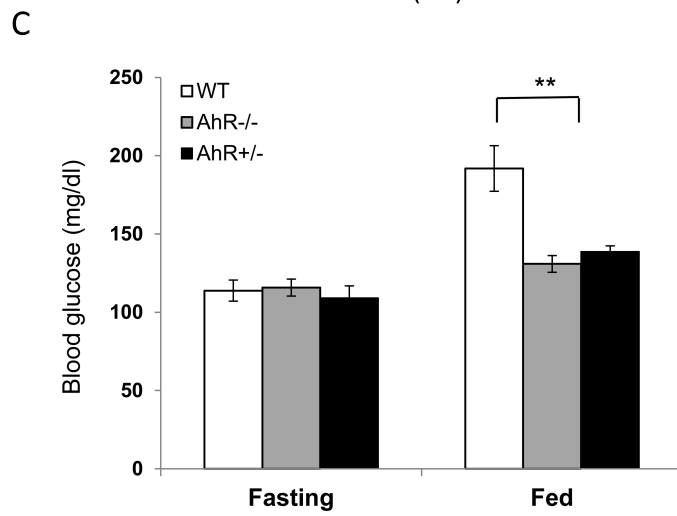 C
250
200
150
100
50
0
Blood glucose (mg/dl)
WT
AhR-/-
AhR+/-
**
Fasting
Fed